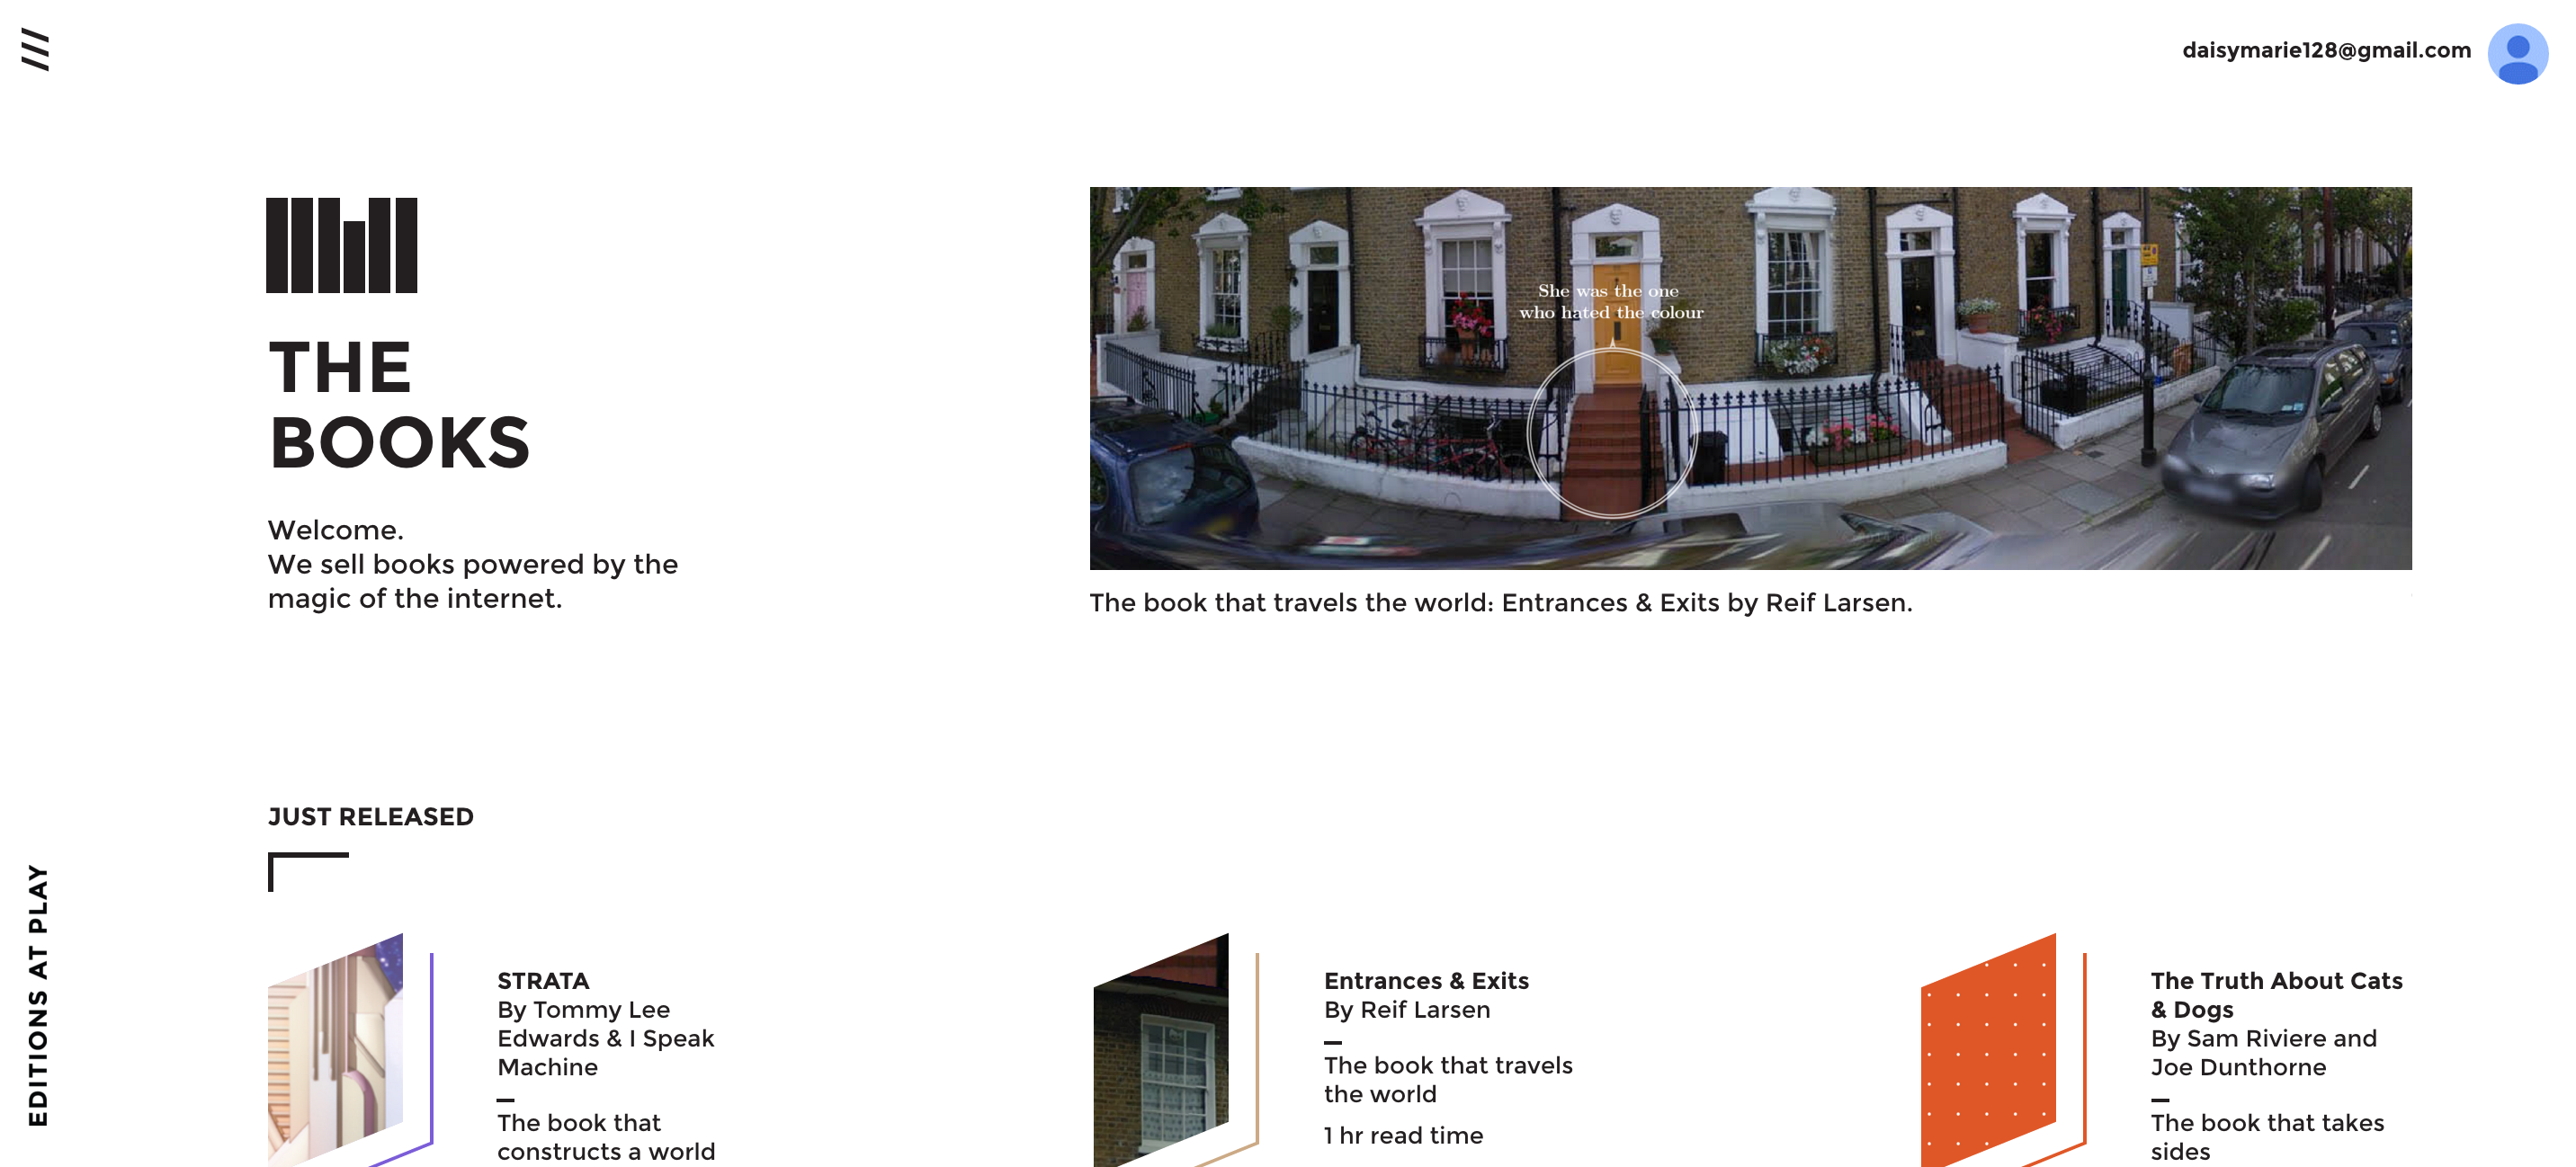 daisymarie128@gmail.com
THE
BOOKS
Welcome.
We sell books powered by the
magic of the internet.
She was the one
who hated the colour
The book that travels the world: Entrances & Exits by Reif Larsen.
JUST RELEASED
EDITIONS AT PLAY
STRATA
By Tommy Lee
Edwards & I Speak
Machine
The book that
constructs a world
Entrances & Exits
By Reif Larsen
The book that travels
the world
1 hr read time
The Truth About Cats
& Dogs
By Sam Riviere and
Joe Dunthorne
The book that takes
sides